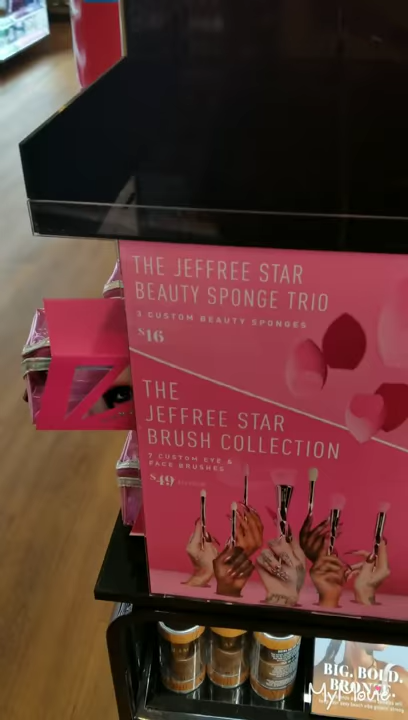 THE JEFFREE STAR
BEAUTY SPONGE TRIO
3 CUSTOM BEAUTY SPONGES
$16
THE
JEFFREE STAR
BRUSH COLLECTION
7 CUSTOM EYE &
FACE BRUSHES
$49
BIG. BOLD.
BRONZE.